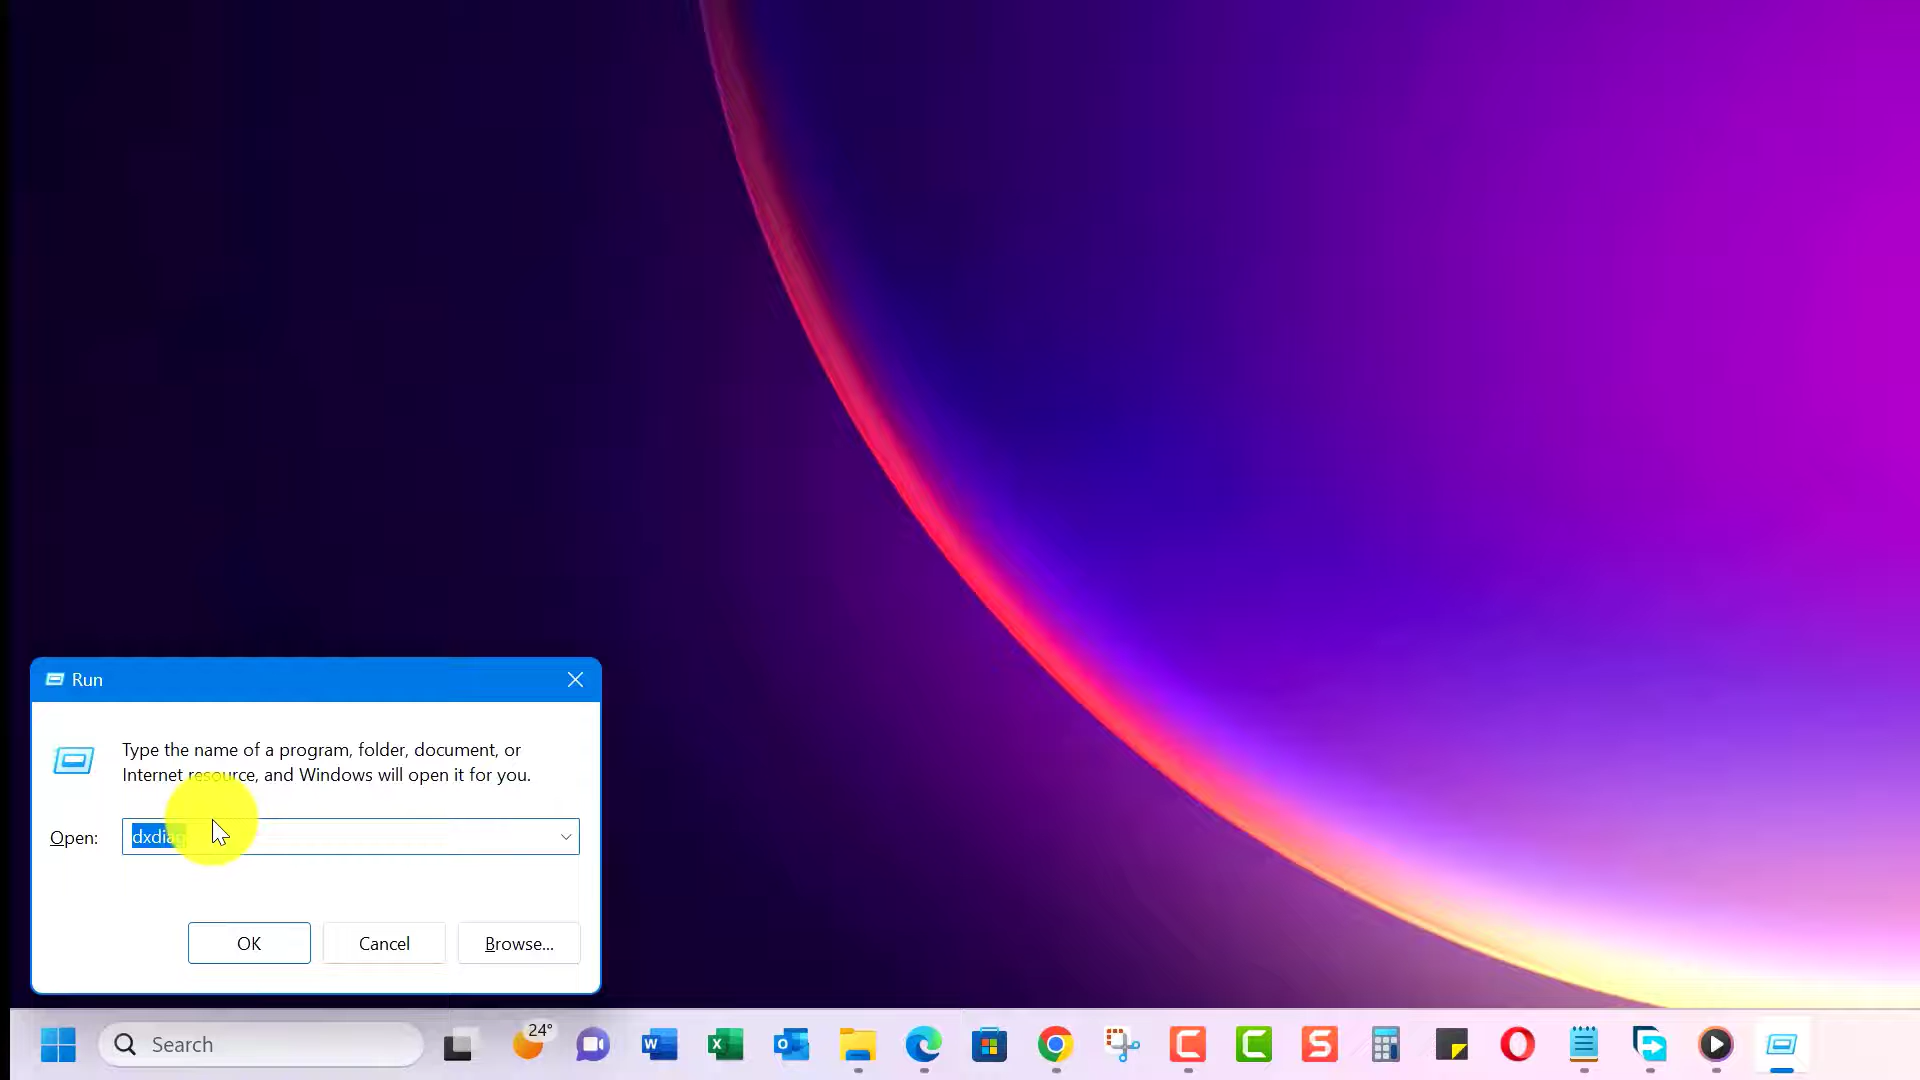 Run
Type the name of a program, folder, document, or
Internet resource, and Windows will open it for you.
Open:
dxdiag
OK
Cancel
Browse...
Search
24°